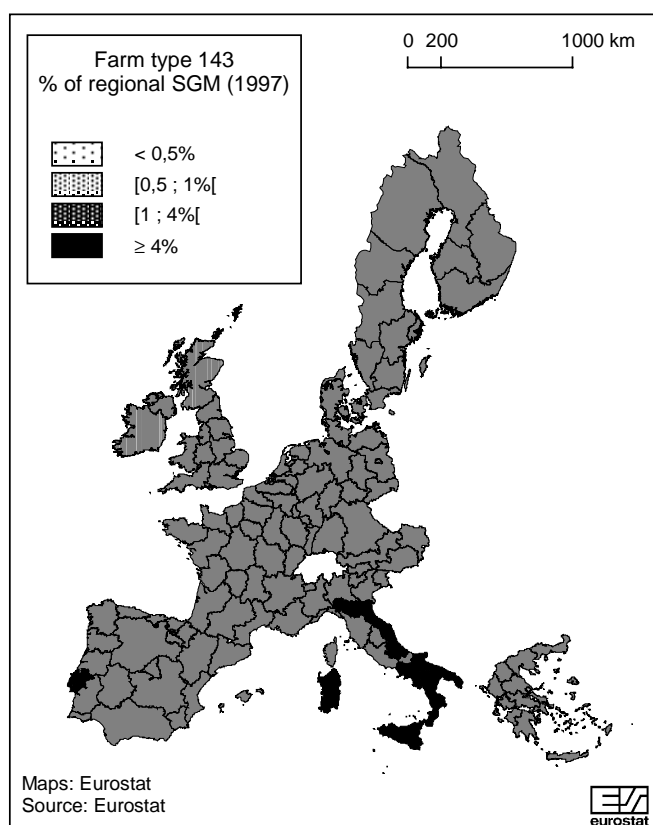 Farm type 143
% of regional SGM (1997)
< 0,5%
[0,5 ; 1%[
[1 ; 4%[
≥ 4%
0 200 1000 km
Maps: Eurostat
Source: Eurostat
eurostat